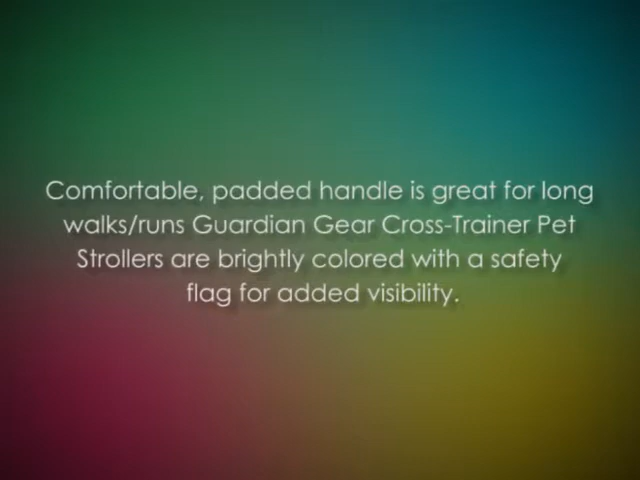 Comfortable, padded handle is great for long
walks/runs Guardian Gear Cross-Trainer Pet
Strollers are brightly colored with a safety
flag for added visibility.